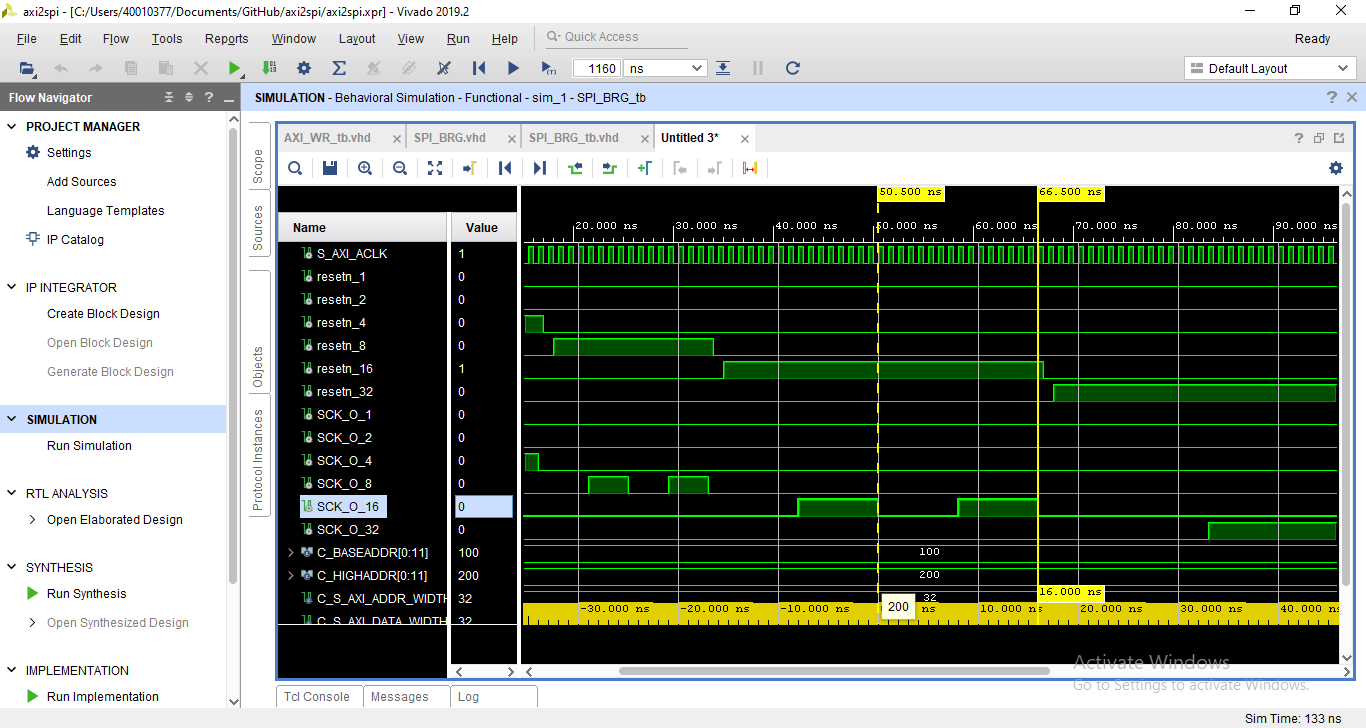 axi2spi - [C:/Users/40010377/Documents/GitHub/axi2spi/axi2spi.xpr] - Vivado 2019.2
File Edit Flow Tools Reports Window Layout View Run Help Quick Access Ready
1160 ns Default Layout
Flow Navigator
SIMULATION - Behavioral Simulation - Functional - sim_1 - SPI_BRG_tb
PROJECT MANAGER
Settings
Add Sources
Language Templates
IP Catalog
IP INTEGRATOR
Create Block Design
Open Block Design
Generate Block Design
SIMULATION
Run Simulation
RTL ANALYSIS
Open Elaborated Design
SYNTHESIS
Run Synthesis
Open Synthesized Design
IMPLEMENTATION
Run Implementation
Scope
Sources
Objects
Protocol Instances
AXI_WR_tb.vhd SPI_BRG.vhd SPI_BRG_tb.vhd Untitled 3*
50.500 ns 66.500 ns
Name Value
20.000 ns 30.000 ns 40.000 ns 50.000 ns 60.000 ns 70.000 ns 80.000 ns 90.000 ns
S_AXI_ACLK 1
resetn_1 0
resetn_2 0
resetn_4 0
resetn_8 0
resetn_16 1
resetn_32 0
SCK_O_1 0
SCK_O_2 0
SCK_O_4 0
SCK_O_8 0
SCK_O_16 0
SCK_O_32 0
C_BASEADDR[0:11] 100 100
C_HIGHADDR[0:11] 200 200
C_S_AXI_ADDR_WIDTH 32 32
C_S_AXI_DATA_WIDTH 32
16.000 ns
-30.000 ns -20.000 ns -10.000 ns ns 10.000 ns 20.000 ns 30.000 ns 40.000 ns
200
Activate Windows
Go to Settings to activate Windows.
Tcl Console Messages Log
Sim Time: 133 ns